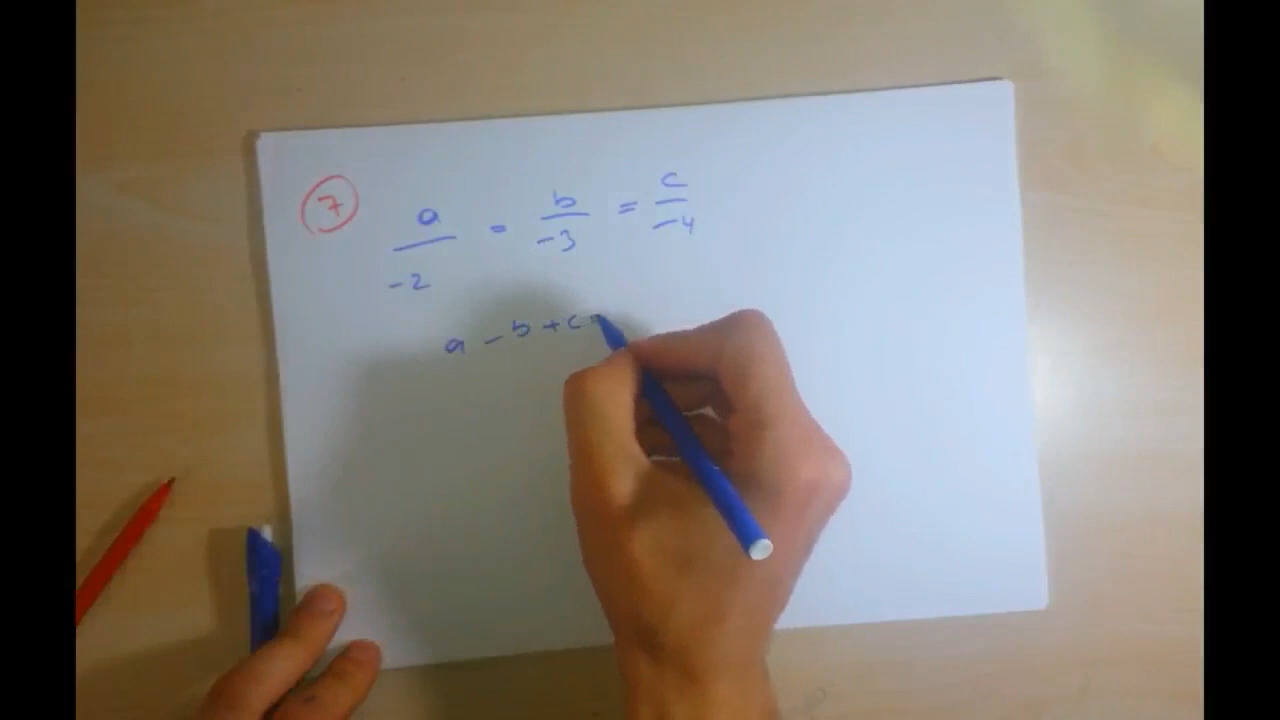 7
a/-2 = b/-3 = c/-4
a - b + c =